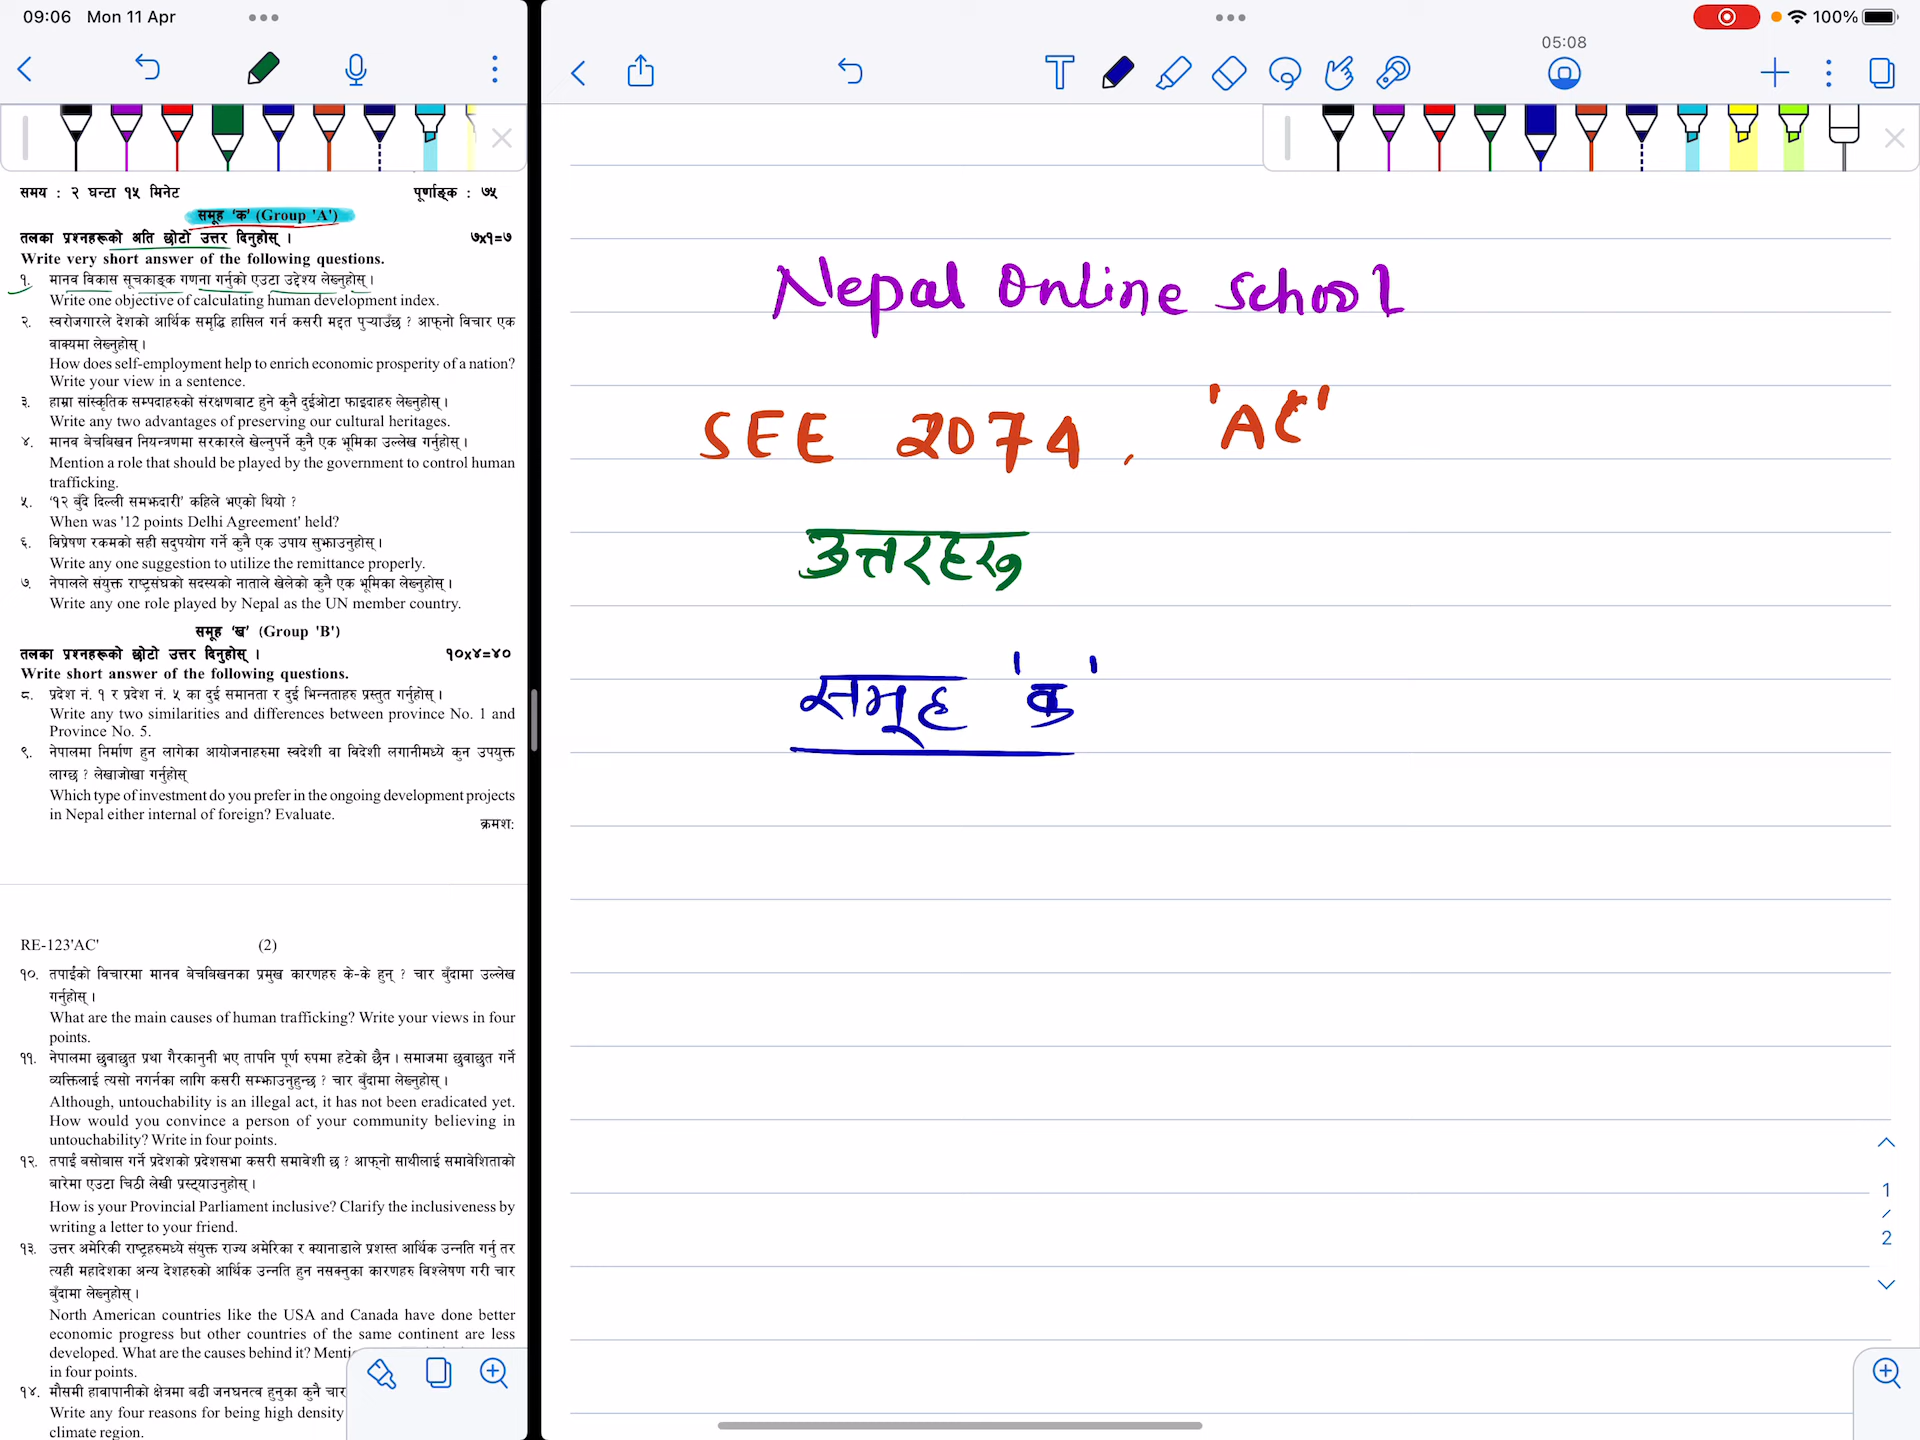 09:06 Mon 11 Apr
100%
05:08
समय : २ घन्टा १५ मिनेट
पूर्णाङ्क : ७५
समूह 'क' (Group 'A')
तलका प्रश्नहरूको अति छोटो उत्तर दिनुहोस् ।
७x१=७
Write very short answer of the following questions.
१. मानव विकास सूचकाङ्क गणना गर्नुको एउटा उद्देश्य लेख्नुहोस् ।
Write one objective of calculating human development index.
२. स्वरोजगारले देशको आर्थिक समृद्धि हासिल गर्न कसरी मद्दत पुऱ्याउँछ ? आफ्नो विचार एक
वाक्यमा लेख्नुहोस् ।
How does self-employment help to enrich economic prosperity of a nation?
Write your view in a sentence.
३. हाम्रा सांस्कृतिक सम्पदाहरुको संरक्षणबाट हुने कुनै दुईओटा फाइदाहरु लेख्नुहोस् ।
Write any two advantages of preserving our cultural heritages.
४. मानव बेचबिखन नियन्त्रणमा सरकारले खेल्नुपर्ने कुनै एक भूमिका उल्लेख गर्नुहोस् ।
Mention a role that should be played by the government to control human
trafficking.
५. '१२ बुँदे दिल्ली समझदारी' कहिले भएको थियो ?
When was '12 points Delhi Agreement' held?
६. विप्रेषण रकमको सही सदुपयोग गर्ने कुनै एक उपाय सुझाउनुहोस् ।
Write any one suggestion to utilize the remittance properly.
७. नेपालले संयुक्त राष्ट्रसंघको सदस्यको नाताले खेलेको कुनै एक भूमिका लेख्नुहोस् ।
Write any one role played by Nepal as the UN member country.
समूह 'ख' (Group 'B')
तलका प्रश्नहरूको छोटो उत्तर दिनुहोस् ।
१०x४=४०
Write short answer of the following questions.
८. प्रदेश नं. १ र प्रदेश नं. ५ का दुई समानता र दुई भिन्नताहरु प्रस्तुत गर्नुहोस् ।
Write any two similarities and differences between province No. 1 and
Province No. 5.
९. नेपालमा निर्माण हुन लागेका आयोजनाहरुमा स्वदेशी वा विदेशी लगानीमध्ये कुन उपयुक्त
लाग्छ ? लेखाजोखा गर्नुहोस्
Which type of investment do you prefer in the ongoing development projects
in Nepal either internal of foreign? Evaluate.
क्रमश:
RE-123'AC' (2)
१०. तपाईंको विचारमा मानव बेचबिखनका प्रमुख कारणहरु के-के हुन् ? चार बुँदामा उल्लेख
गर्नुहोस् ।
What are the main causes of human trafficking? Write your views in four
points.
११. नेपालमा छुवाछुत प्रथा गैरकानुनी भए तापनि पूर्ण रुपमा हटेको छैन । समाजमा छुवाछुत गर्ने
व्यक्तिलाई त्यसो नगर्नका लागि कसरी सम्झाउनुहुन्छ ? चार बुँदामा लेख्नुहोस् ।
Although, untouchability is an illegal act, it has not been eradicated yet.
How would you convince a person of your community believing in
untouchability? Write in four points.
१२. तपाईं बसोबास गर्ने प्रदेशको प्रदेशसभा कसरी समावेशी छ ? आफ्नो साथीलाई समावेशिताको
बारेमा एउटा चिठी लेखी प्रस्ट्याउनुहोस् ।
How is your Provincial Parliament inclusive? Clarify the inclusiveness by
writing a letter to your friend.
१३. उत्तर अमेरिकी राष्ट्रहरुमध्ये संयुक्त राज्य अमेरिका र क्यानाडाले प्रशस्त आर्थिक उन्नति गर्नु तर
त्यही महादेशका अन्य देशहरुको आर्थिक उन्नति हुन नसक्नुका कारणहरु विश्लेषण गरी चार
बुँदामा लेख्नुहोस् ।
North American countries like the USA and Canada have done better
economic progress but other countries of the same continent are less
developed. What are the causes behind it?
in four points.
१४. मौसमी हावापानीको क्षेत्रमा बढी जनघनत्व हुनुका कुनै चार
Write any four reasons for being high density
climate region.
Nepal Online School
SEE 2074, 'AC'
उत्तरहरु
समूह 'क'
1
2